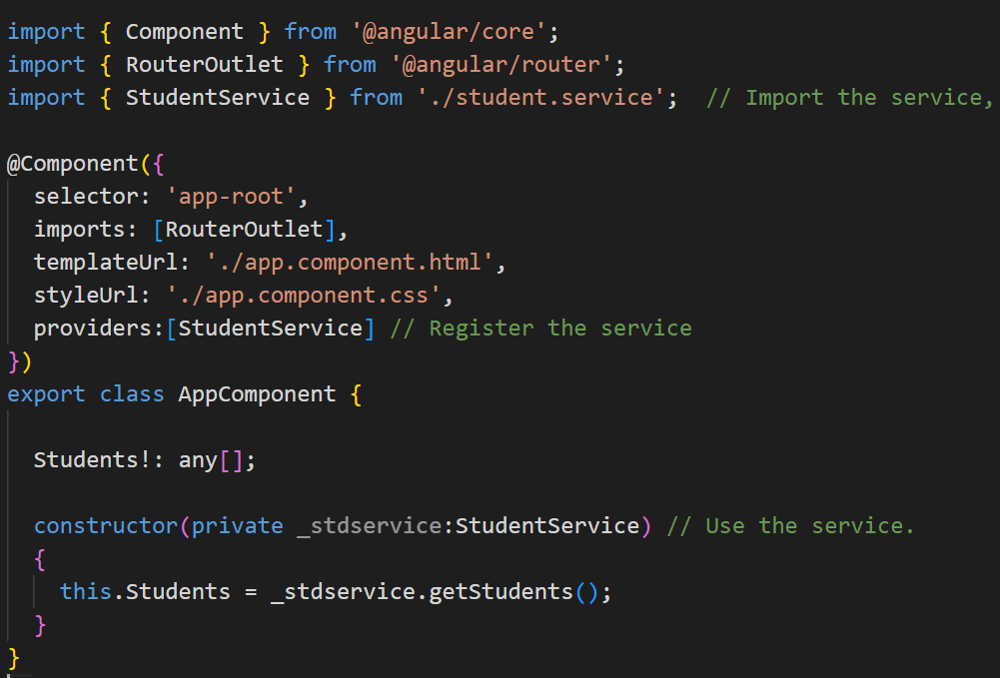 import { Component } from '@angular/core';
import { RouterOutlet } from '@angular/router';
import { StudentService } from './student.service';  // Import the service,
@Component({
  selector: 'app-root',
  imports: [RouterOutlet],
  templateUrl: './app.component.html',
  styleUrl: './app.component.css',
  providers:[StudentService] // Register the service
})
export class AppComponent {
  Students!: any[];
  constructor(private _stdservice:StudentService) // Use the service.
  {
    this.Students = _stdservice.getStudents();
  }
}